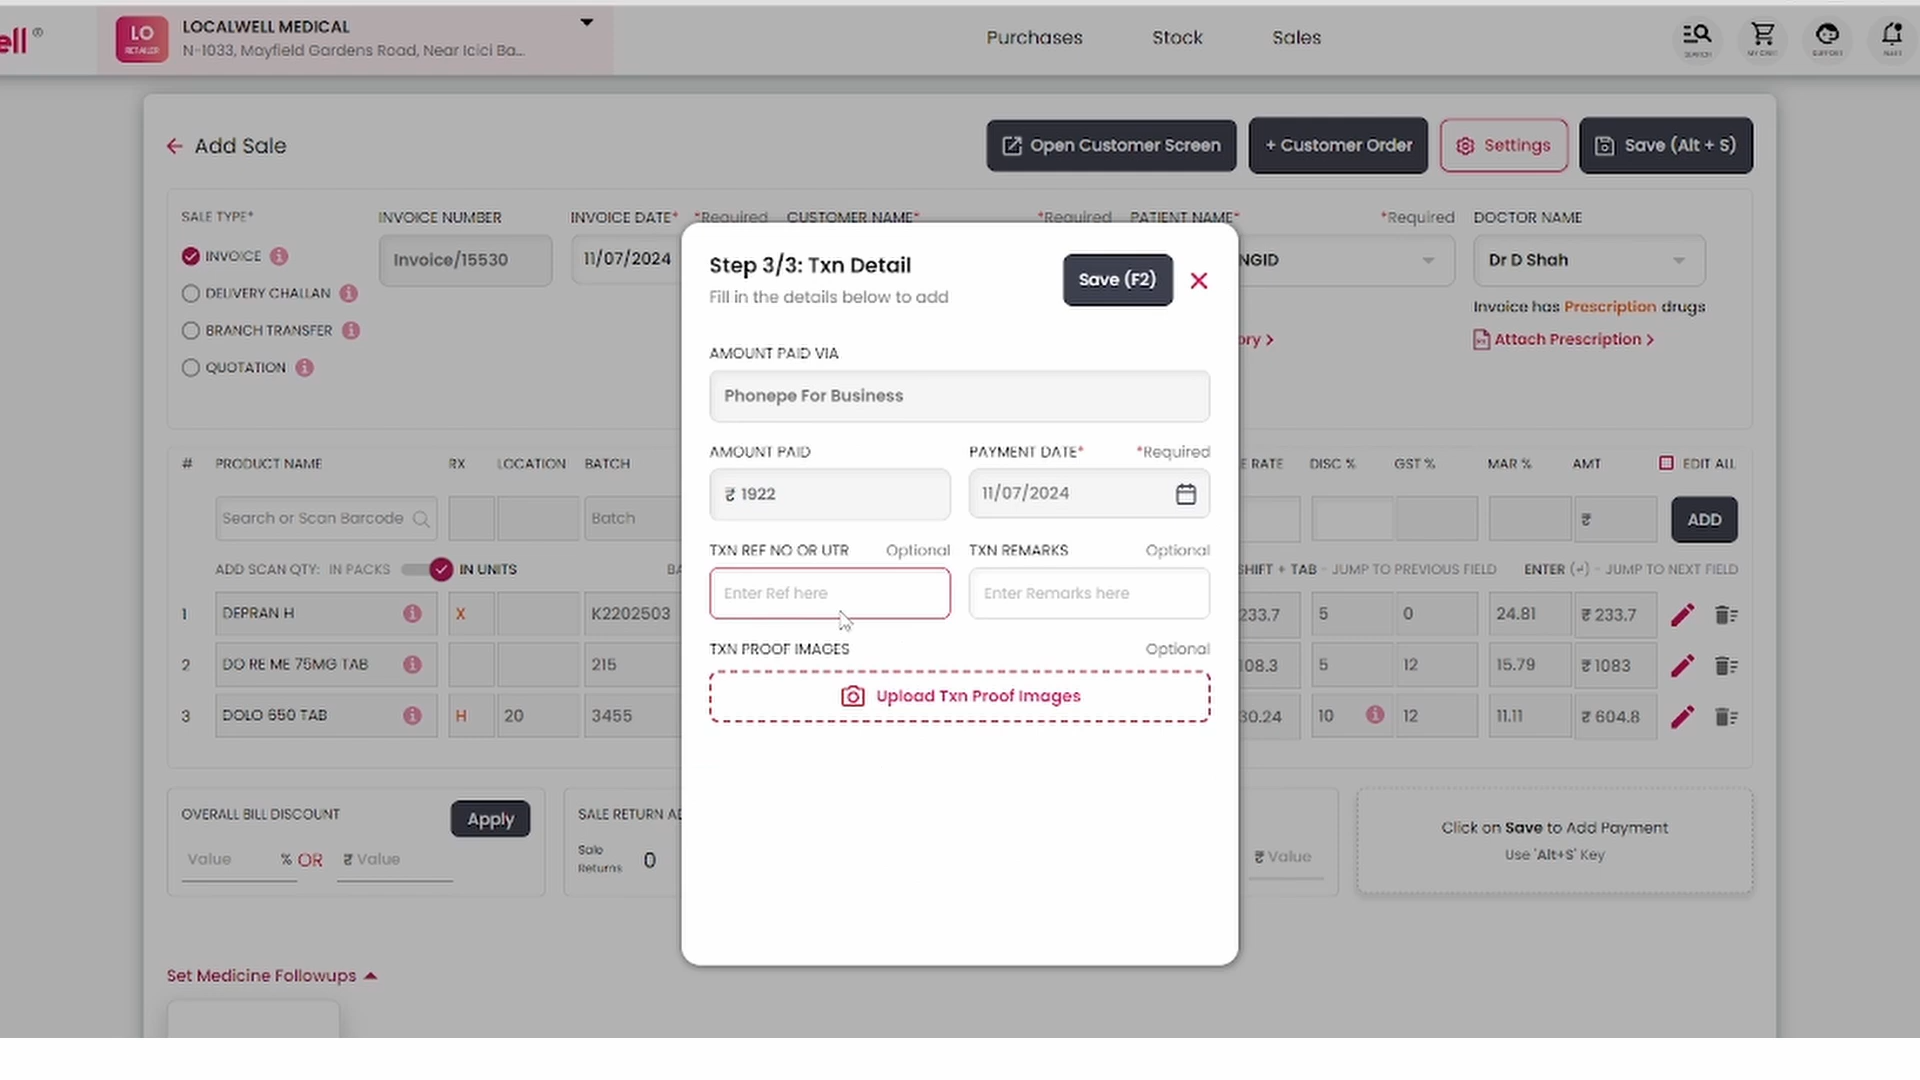 ell®
LO
RETAILER
LOCALWELL MEDICAL
N-1033, Mayfield Gardens Road, Near Icici Ba...
Purchases
Stock
Sales
SEARCH
MY CART
SUPPORT
ALERT
Add Sale
Open Customer Screen
+ Customer Order
Settings
Save (Alt + S)
SALE TYPE*
INVOICE
DELIVERY CHALLAN
BRANCH TRANSFER
QUOTATION
INVOICE NUMBER
Invoice/15530
INVOICE DATE* *Required
11/07/2024
CUSTOMER NAME* *Required
PATIENT NAME* *Required
NGID
ory >
DOCTOR NAME
Dr D Shah
Invoice has Prescription drugs
Attach Prescription >
Step 3/3: Txn Detail
Fill in the details below to add
Save (F2)
AMOUNT PAID VIA
Phonepe For Business
AMOUNT PAID
₹ 1922
PAYMENT DATE* *Required
11/07/2024
TXN REF NO OR UTR Optional
Enter Ref here
TXN REMARKS Optional
Enter Remarks here
TXN PROOF IMAGES Optional
Upload Txn Proof Images
# PRODUCT NAME RX LOCATION BATCH E RATE DISC % GST % MAR % AMT EDIT ALL
Search or Scan Barcode Batch ₹ ADD
ADD SCAN QTY: IN PACKS IN UNITS BA SHIFT + TAB - JUMP TO PREVIOUS FIELD ENTER (↵) - JUMP TO NEXT FIELD
1 DEPRAN H X K2202503 233.7 5 0 24.81 ₹ 233.7
2 DO RE ME 75MG TAB 215 108.3 5 12 15.79 ₹ 1083
3 DOLO 650 TAB H 20 3455 30.24 10 12 11.11 ₹ 604.8
OVERALL BILL DISCOUNT
Apply
Value % OR ₹ Value
SALE RETURN AD
Sale
Returns 0
₹ Value
Click on Save to Add Payment
Use 'Alt+S' Key
Set Medicine Followups